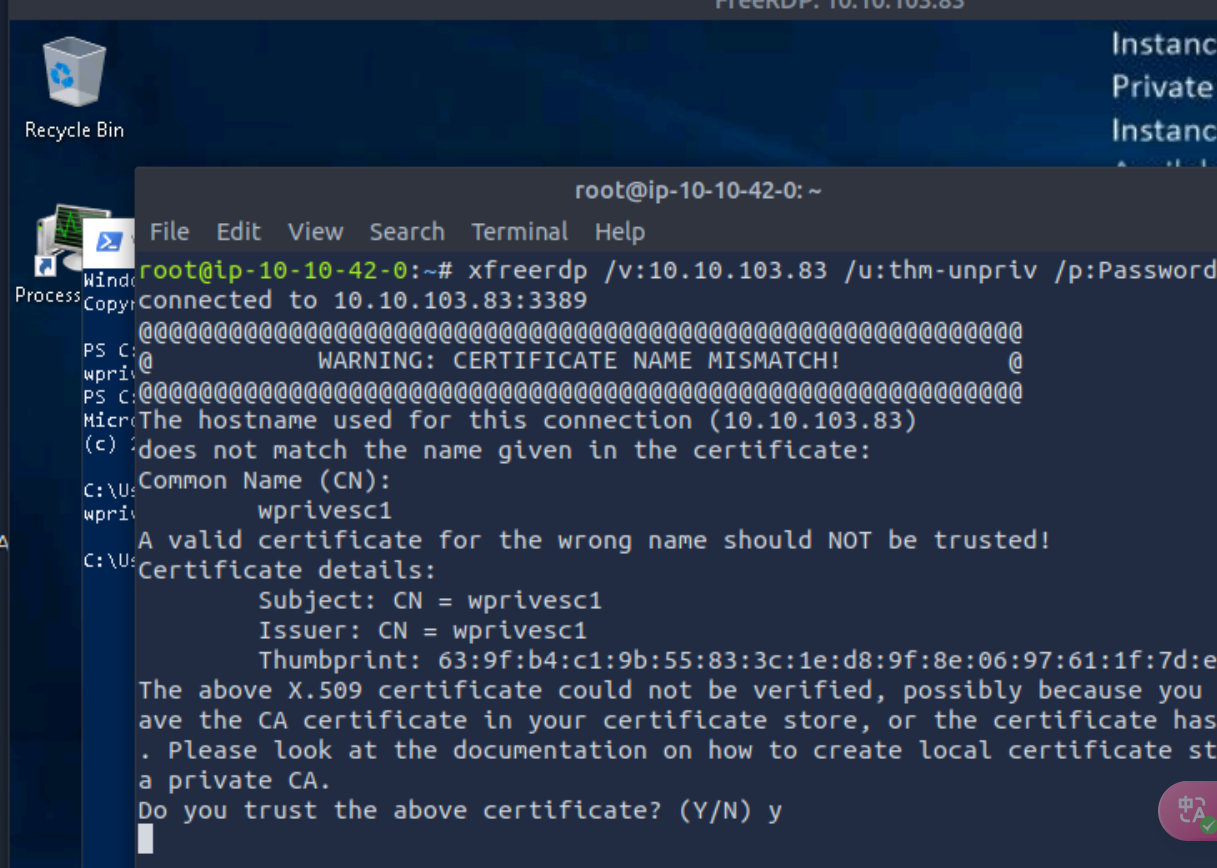 FreeRDP: 10.10.103.83
Instanc
Private
Instanc
Recycle Bin
Process
Windo
Copyr
PS C:
wpriv
PS C:
Micro
(c)
C:\Us
wpriv
C:\Us
root@ip-10-10-42-0: ~
File Edit View Search Terminal Help
root@ip-10-10-42-0:~# xfreerdp /v:10.10.103.83 /u:thm-unpriv /p:Password
connected to 10.10.103.83:3389
@@@@@@@@@@@@@@@@@@@@@@@@@@@@@@@@@@@@@@@@@@@@@@@@@@@@@@@@@@@
@           WARNING: CERTIFICATE NAME MISMATCH!           @
@@@@@@@@@@@@@@@@@@@@@@@@@@@@@@@@@@@@@@@@@@@@@@@@@@@@@@@@@@@
The hostname used for this connection (10.10.103.83)
does not match the name given in the certificate:
Common Name (CN):
wprivesc1
A valid certificate for the wrong name should NOT be trusted!
Certificate details:
Subject: CN = wprivesc1
Issuer: CN = wprivesc1
Thumbprint: 63:9f:b4:c1:9b:55:83:3c:1e:d8:9f:8e:06:97:61:1f:7d:e
The above X.509 certificate could not be verified, possibly because you
ave the CA certificate in your certificate store, or the certificate has
. Please look at the documentation on how to create local certificate st
a private CA.
Do you trust the above certificate? (Y/N) y